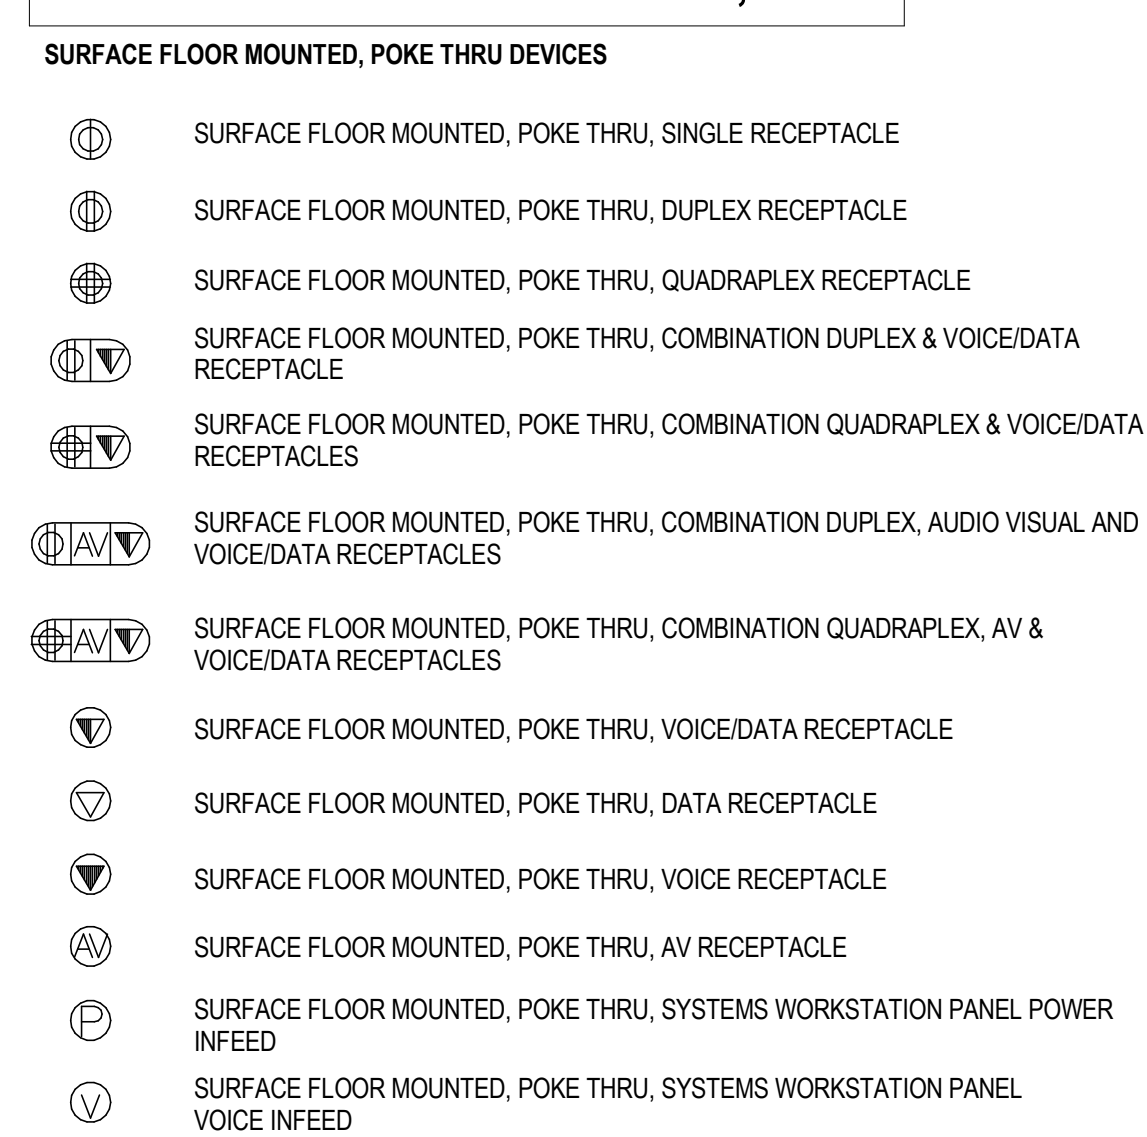 SURFACE FLOOR MOUNTED, POKE THRU DEVICES
SURFACE FLOOR MOUNTED, POKE THRU, SINGLE RECEPTACLE
SURFACE FLOOR MOUNTED, POKE THRU, DUPLEX RECEPTACLE
SURFACE FLOOR MOUNTED, POKE THRU, QUADRAPLEX RECEPTACLE
SURFACE FLOOR MOUNTED, POKE THRU, COMBINATION DUPLEX & VOICE/DATA
RECEPTACLE
SURFACE FLOOR MOUNTED, POKE THRU, COMBINATION QUADRAPLEX & VOICE/DATA
RECEPTACLES
AV SURFACE FLOOR MOUNTED, POKE THRU, COMBINATION DUPLEX, AUDIO VISUAL AND
VOICE/DATA RECEPTACLES
AV SURFACE FLOOR MOUNTED, POKE THRU, COMBINATION QUADRAPLEX, AV &
VOICE/DATA RECEPTACLES
SURFACE FLOOR MOUNTED, POKE THRU, VOICE/DATA RECEPTACLE
SURFACE FLOOR MOUNTED, POKE THRU, DATA RECEPTACLE
SURFACE FLOOR MOUNTED, POKE THRU, VOICE RECEPTACLE
AV SURFACE FLOOR MOUNTED, POKE THRU, AV RECEPTACLE
P SURFACE FLOOR MOUNTED, POKE THRU, SYSTEMS WORKSTATION PANEL POWER
INFEED
V SURFACE FLOOR MOUNTED, POKE THRU, SYSTEMS WORKSTATION PANEL
VOICE INFEED